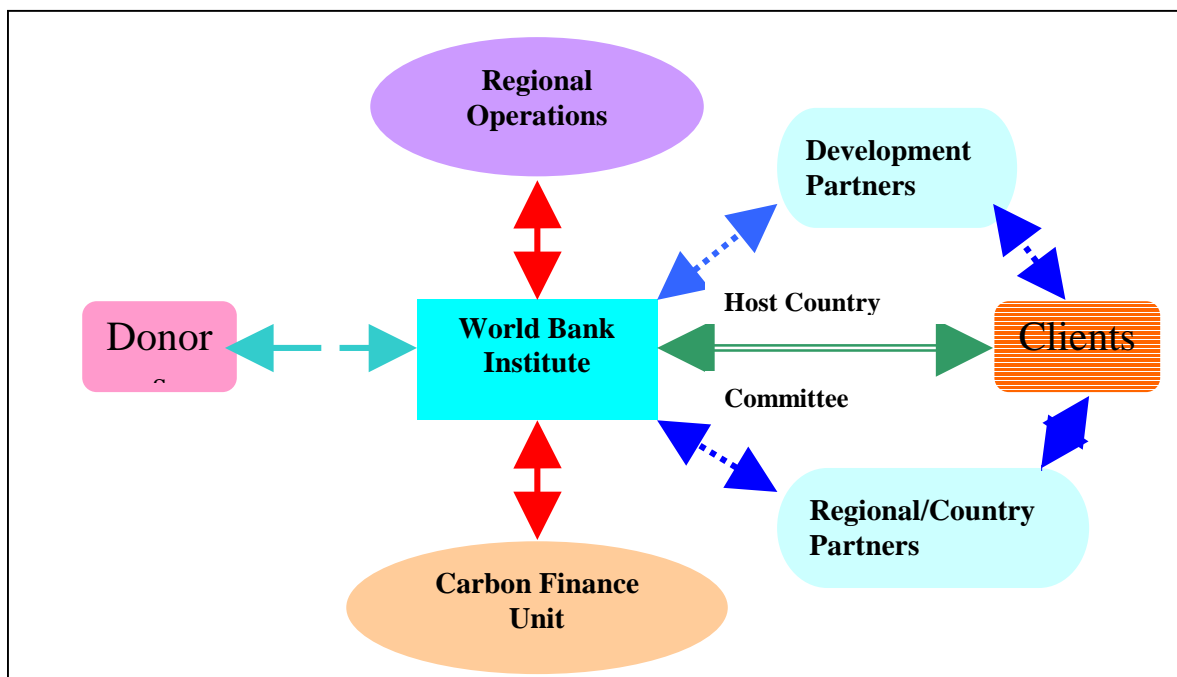 Regional
Operations
Development
Partners
Host Country
World Bank
Institute
Donor
s
Clients
Committee
Regional/Country
Partners
Carbon Finance
Unit